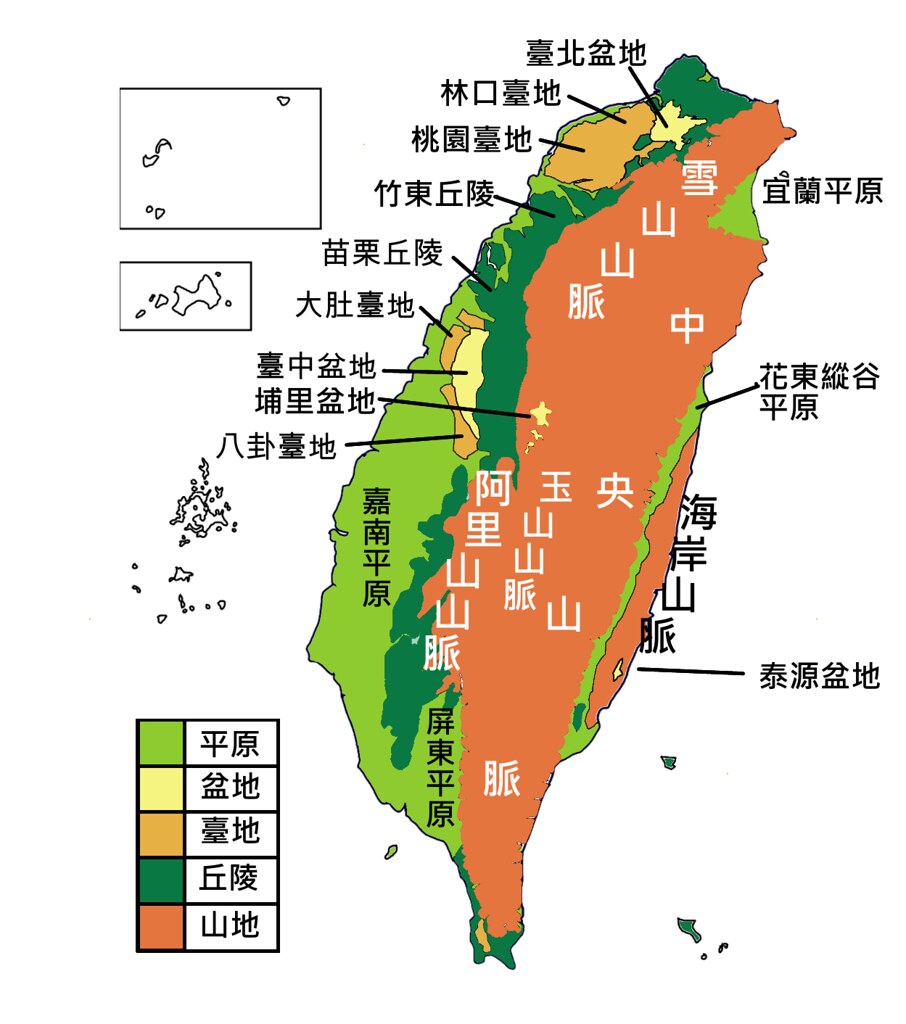 臺北盆地
林口臺地
桃園臺地
竹東丘陵
苗栗丘陵
大肚臺地
臺中盆地
埔里盆地
八卦臺地
宜蘭平原
花東縱谷
平原
泰源盆地
雪山山脈
中央山脈
玉山山脈
阿里山山脈
海岸山脈
嘉南平原
屏東平原
平原
盆地
臺地
丘陵
山地